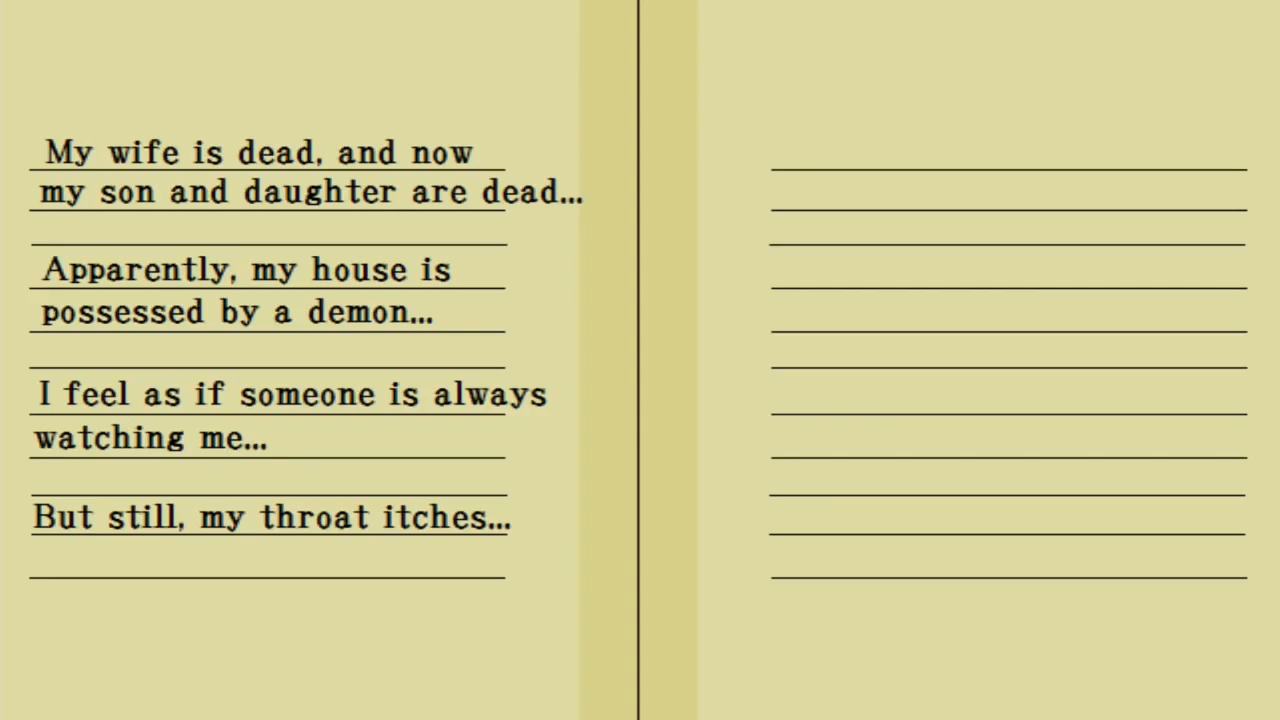 My wife is dead, and now
my son and daughter are dead...
Apparently, my house is
possessed by a demon...
I feel as if someone is always
watching me...
But still, my throat itches...